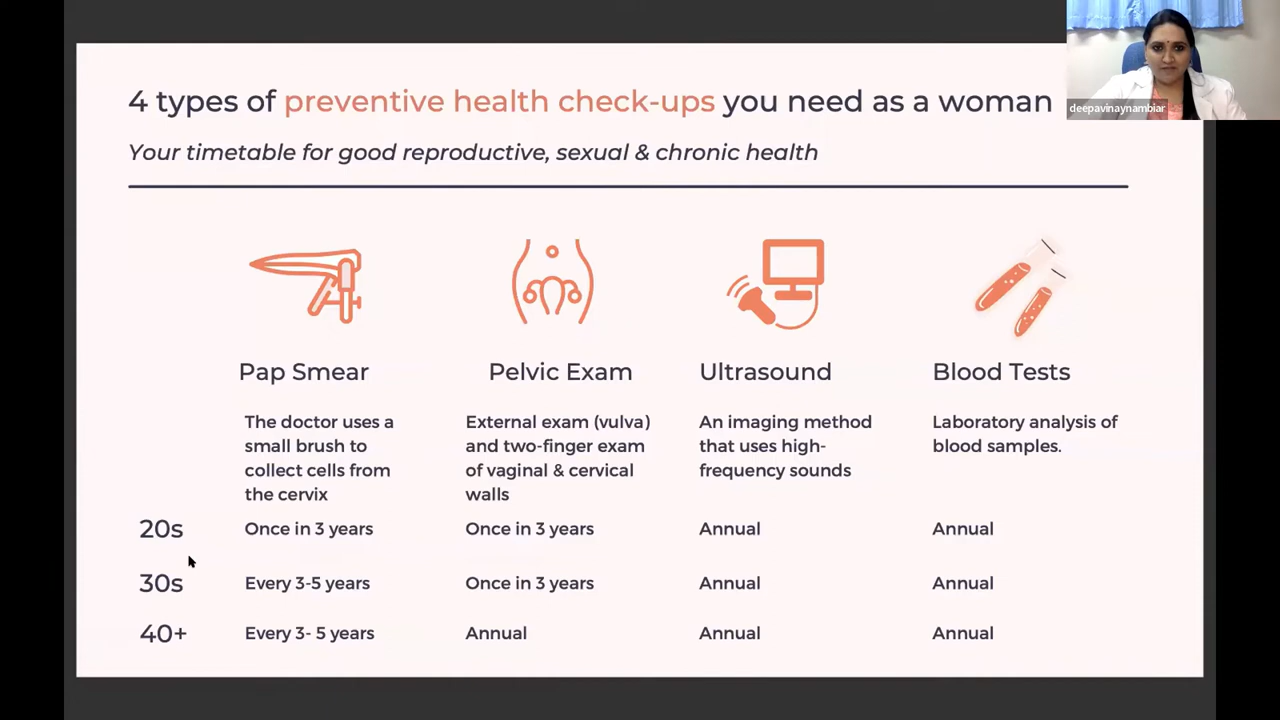 4 types of preventive health check-ups you need as a woman
deepavinaynambiar
Your timetable for good reproductive, sexual & chronic health
Pap Smear
Pelvic Exam
Ultrasound
Blood Tests
The doctor uses a
small brush to
collect cells from
the cervix
External exam (vulva)
and two-finger exam
of vaginal & cervical
walls
An imaging method
that uses high-
frequency sounds
Laboratory analysis of
blood samples.
20s
Once in 3 years
Once in 3 years
Annual
Annual
30s
Every 3-5 years
Once in 3 years
Annual
Annual
40+
Every 3- 5 years
Annual
Annual
Annual